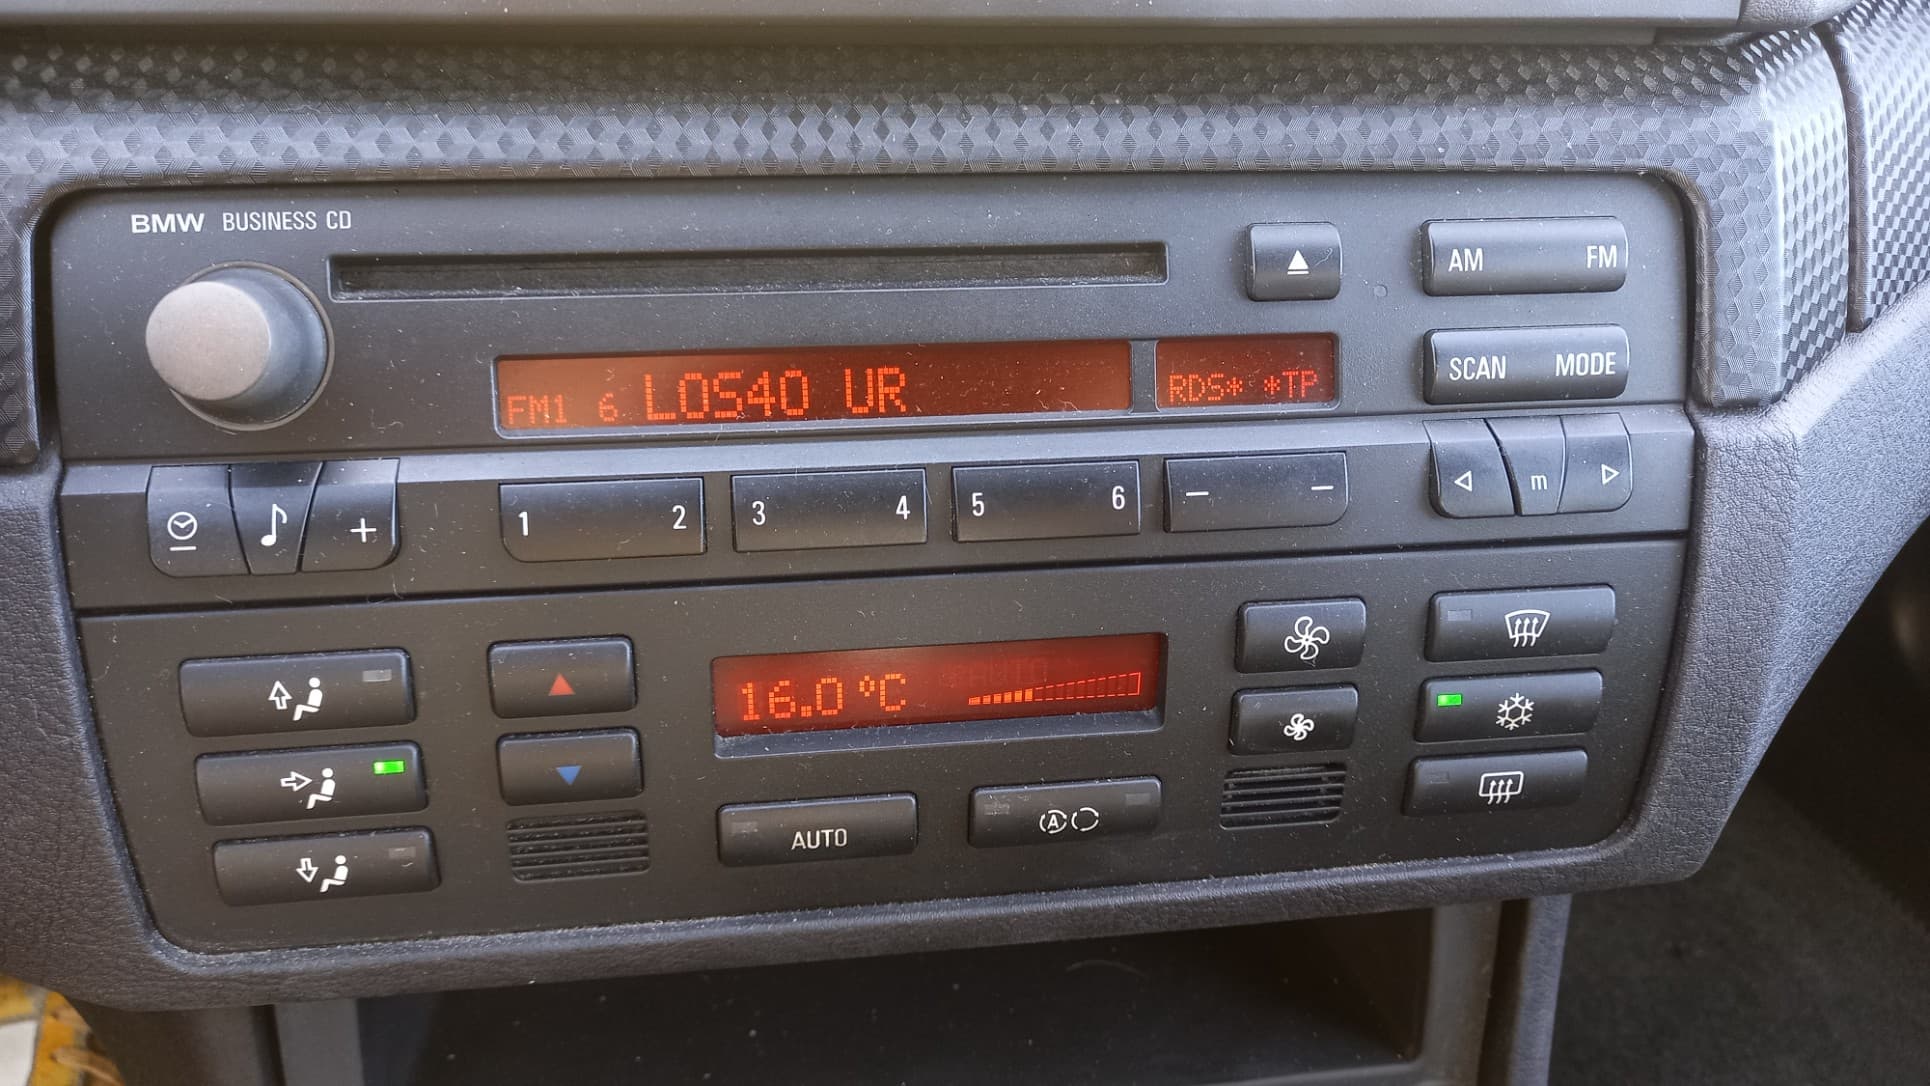 BMW BUSINESS CD
AM FM
FM1 6 LOS40 UR
RDS* *TP
SCAN MODE
1 2 3 4 5 6
m
16.0 °C
AUTO
AUTO
A